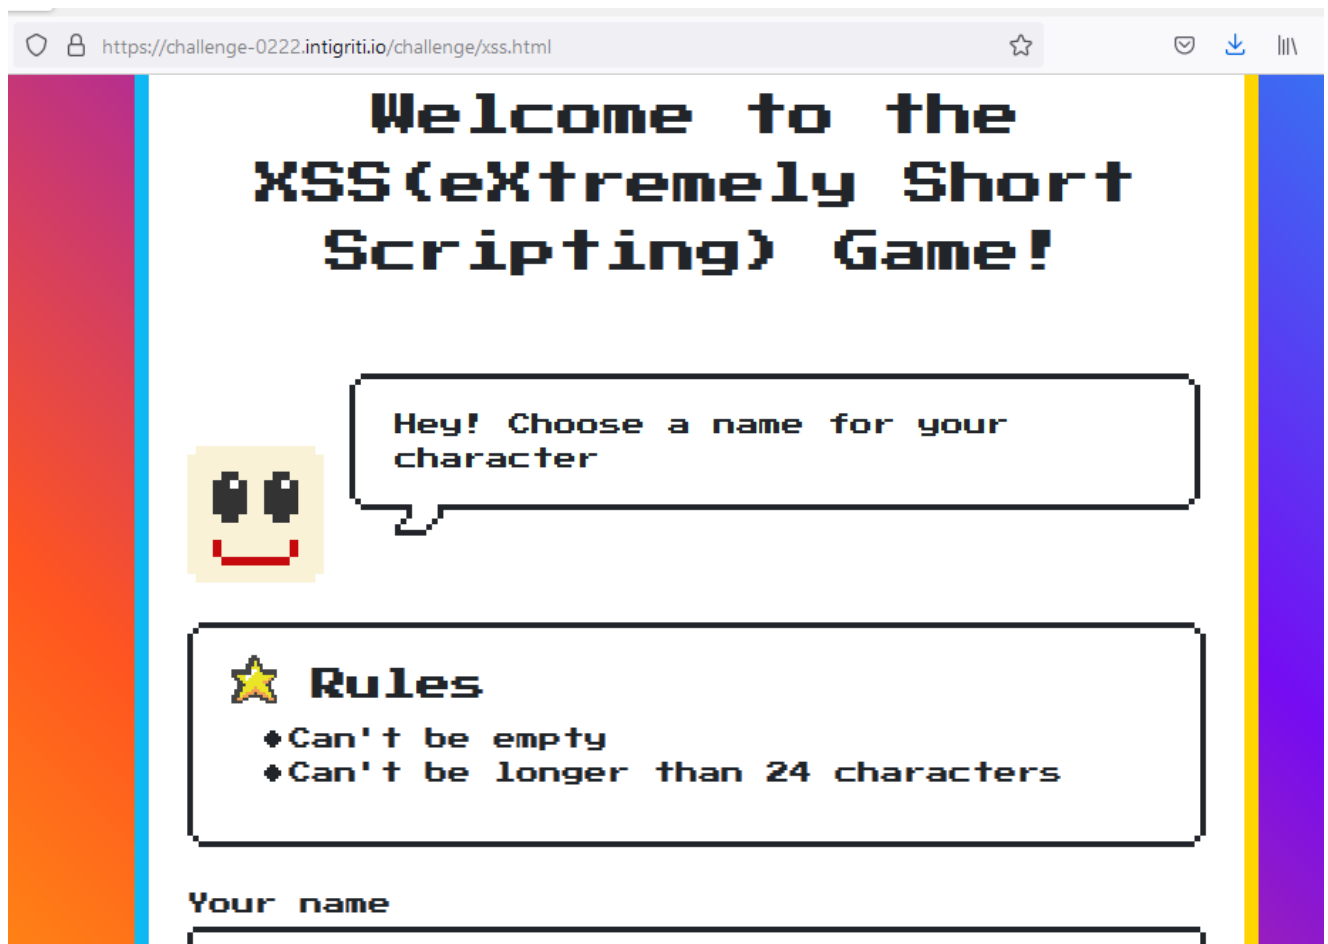 https://challenge-0222.intigriti.io/challenge/xss.html
Welcome to the
XSS(eXtremely Short
Scripting) Game!
Hey! Choose a name for your
character
Rules
Can't be empty
Can't be longer than 24 characters
Your name